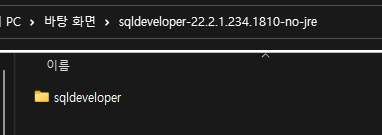 PC > 바탕 화면 > sqldeveloper-22.2.1.234.1810-no-jre
이름
sqldeveloper